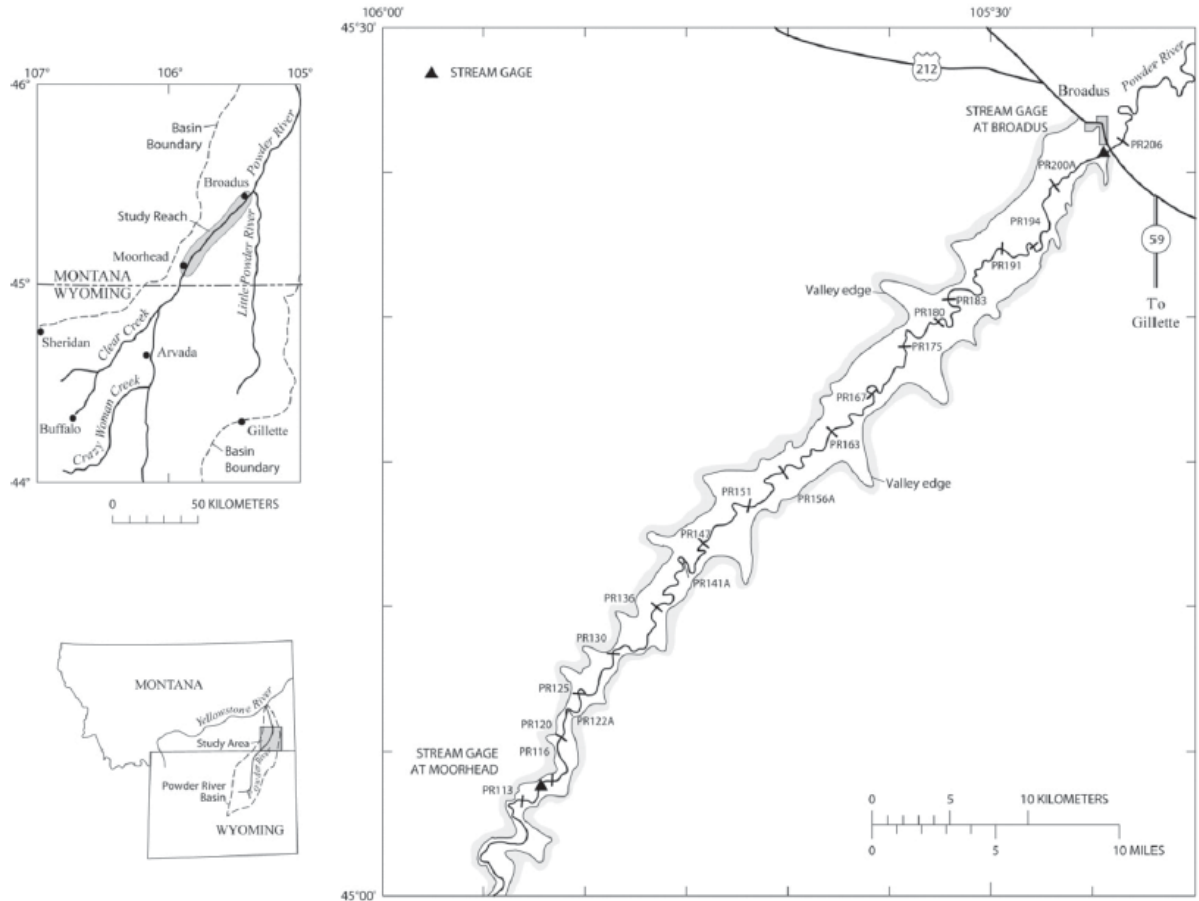 107°
106°
105°
46°
Basin
Boundary
Powder River
Broadus
Study Reach
Little Powder River
Moorhead
45°
MONTANA
WYOMING
Sheridan
Clear Creek
Arvada
Crazy Woman Creek
Buffalo
Gillette
Basin
Boundary
44°
0
50 KILOMETERS
MONTANA
Yellowstone River
Study Area
Powder River
Basin
WYOMING
106°00'
105°30'
45°30'
STREAM GAGE
212
Broadus
Powder River
STREAM GAGE
AT BROADUS
PR206
PR200A
PR194
59
PR191
To
Gillette
Valley edge
PR183
PR180
PR175
PR167
PR163
Valley edge
PR156A
PR151
PR147
PR141A
PR136
PR130
PR125
PR122A
PR120
PR116
STREAM GAGE
AT MOORHEAD
PR113
0
5
10 KILOMETERS
0
5
10 MILES
45°00'